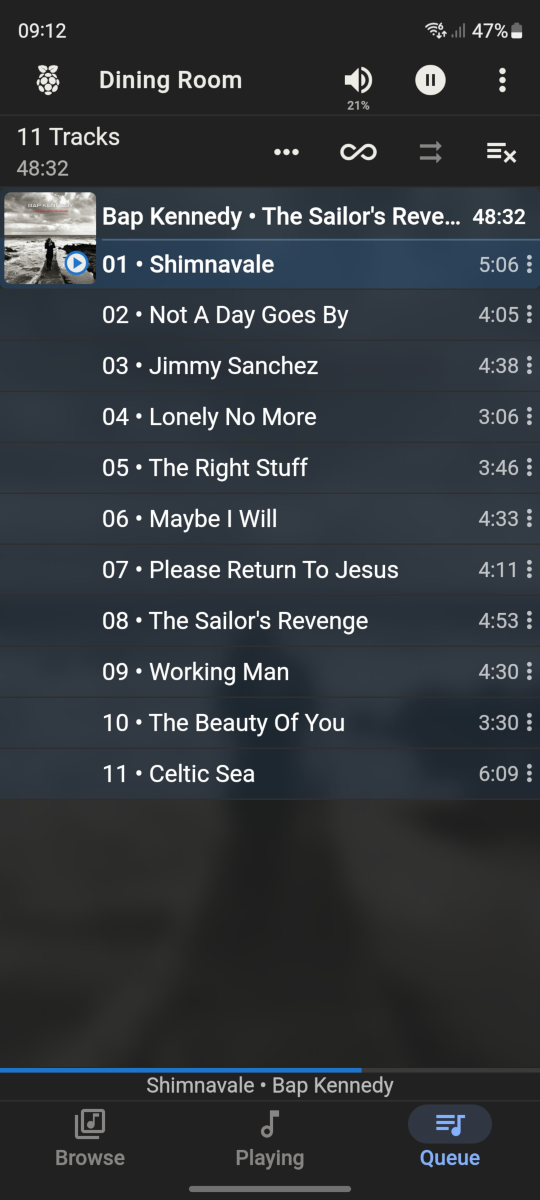 09:12 47%
Dining Room
21%
11 Tracks
48:32
BAP KENNEDY
Bap Kennedy • The Sailor's Reve... 48:32
01 • Shimnavale 5:06
02 • Not A Day Goes By 4:05
03 • Jimmy Sanchez 4:38
04 • Lonely No More 3:06
05 • The Right Stuff 3:46
06 • Maybe I Will 4:33
07 • Please Return To Jesus 4:11
08 • The Sailor's Revenge 4:53
09 • Working Man 4:30
10 • The Beauty Of You 3:30
11 • Celtic Sea 6:09
Shimnavale • Bap Kennedy
Browse Playing Queue